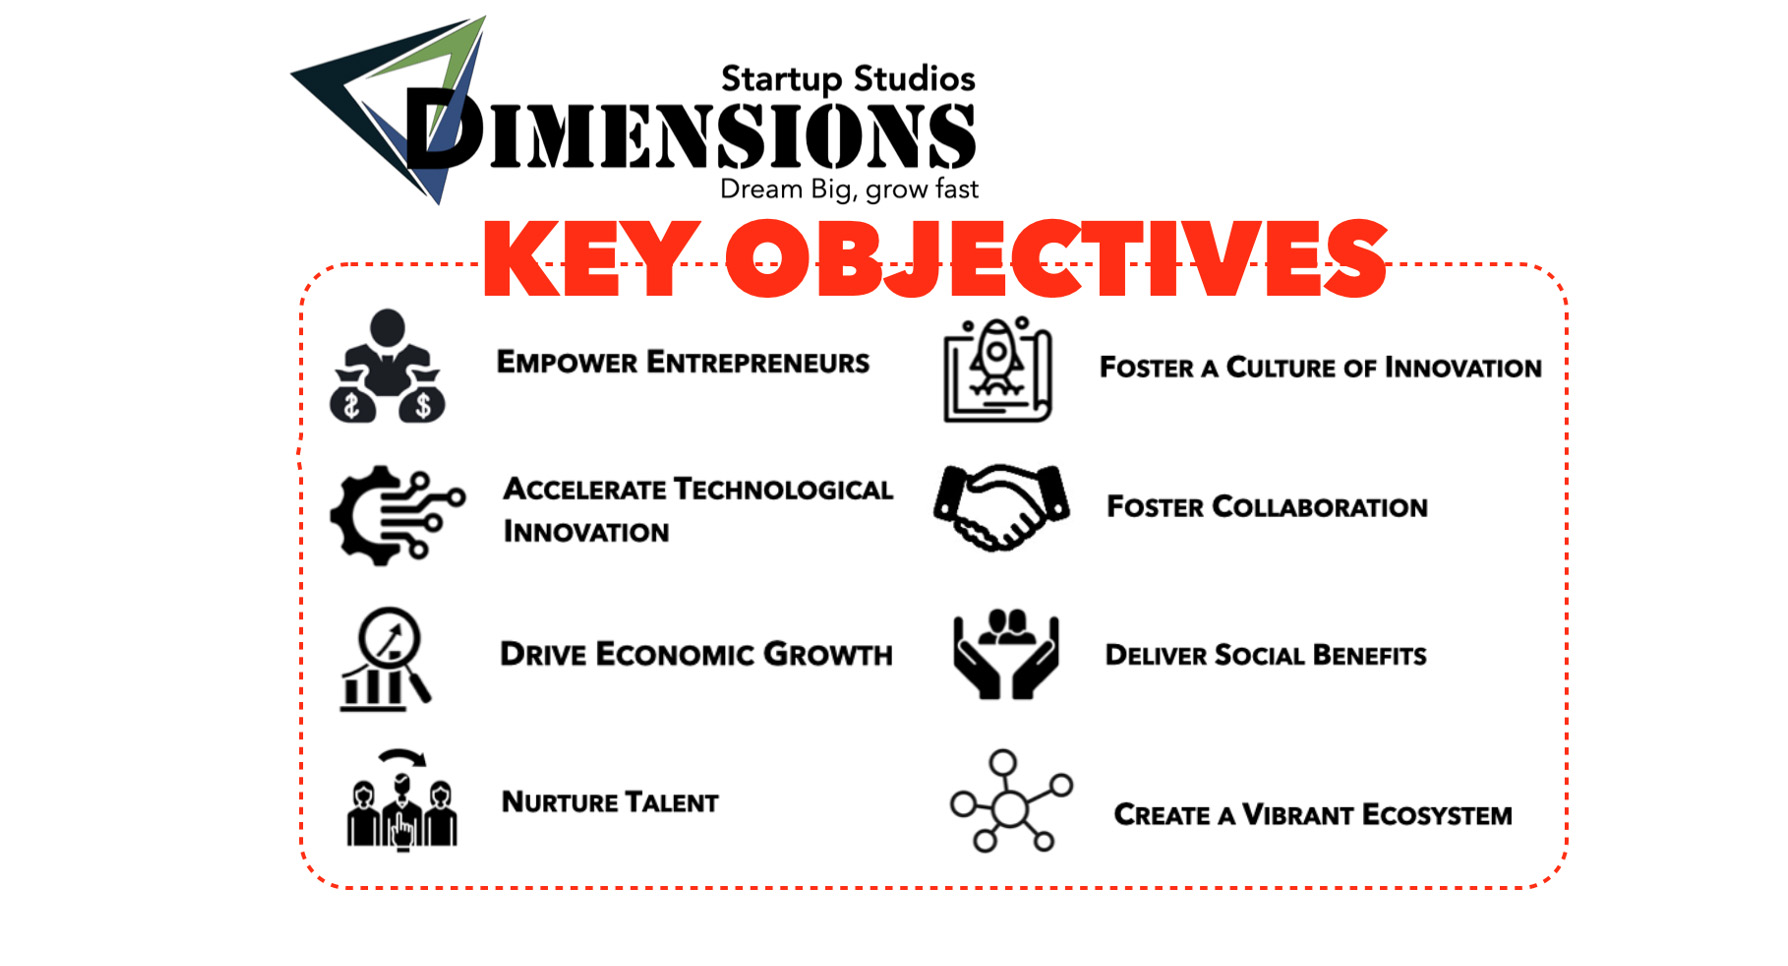 Startup Studios
DIMENSIONS
Dream Big, grow fast
KEY OBJECTIVES
EMPOWER ENTREPRENEURS
FOSTER A CULTURE OF INNOVATION
ACCELERATE TECHNOLOGICAL
INNOVATION
FOSTER COLLABORATION
DRIVE ECONOMIC GROWTH
DELIVER SOCIAL BENEFITS
NURTURE TALENT
CREATE A VIBRANT ECOSYSTEM